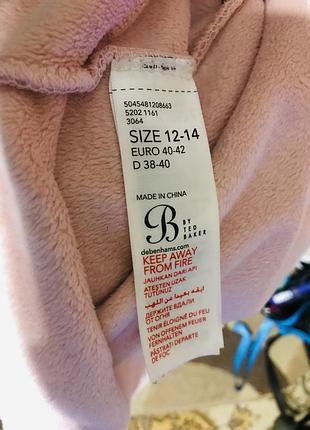 5045481208663
5202 1161
3064
SIZE 12-14
EURO 40-42
D 38-40
MADE IN CHINA
B BY TED BAKER
debenhams.com
KEEP AWAY
FROM FIRE
JAUHKAN DARI API
ATEŞTEN UZAK
TUTUNUZ
ابقه بعيدا عن اللهب
ДЕРЖИТЕ ВДАЛИ
ОТ ОГНЯ
TENIR ÉLOIGNÉ DU FEU
VON OFFENEM FEUER
FERNHALTEN
PĂSTRAŢI DEPARTE
DE FOC